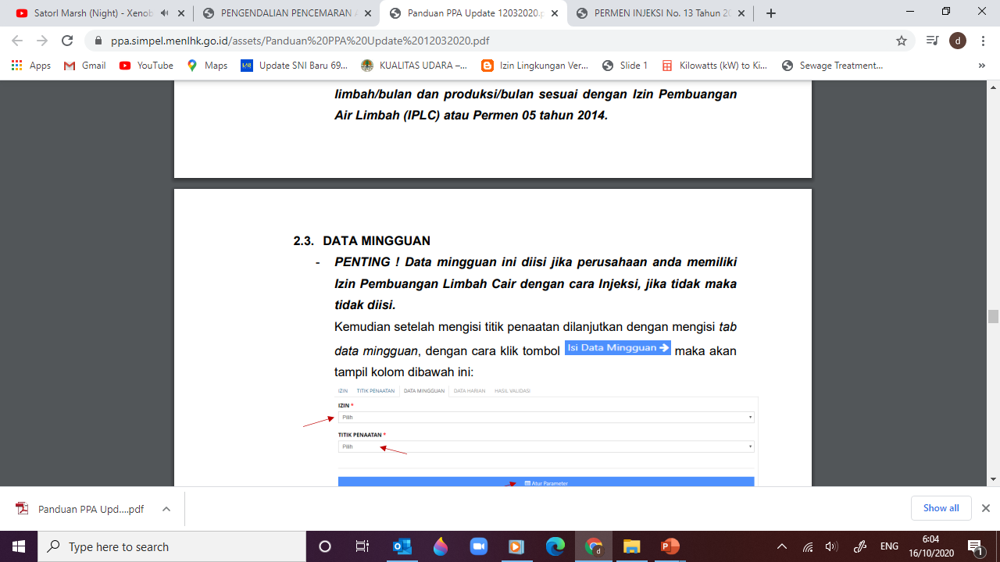 Satorl Marsh (Night) - Xenob
PENGENDALIAN PENCEMARAN A
Panduan PPA Update 12032020.p
PERMEN INJEKSI No. 13 Tahun 20
ppa.simpel.menlhk.go.id/assets/Panduan%20PPA%20Update%2012032020.pdf
d
Apps
Gmail
YouTube
Maps
Update SNI Baru 69...
KUALITAS UDARA –...
Izin Lingkungan Ver...
Slide 1
Kilowatts (kW) to Ki...
Sewage Treatment...
»
limbah/bulan dan produksi/bulan sesuai dengan Izin Pembuangan
Air Limbah (IPLC) atau Permen 05 tahun 2014.
2.3. DATA MINGGUAN
- PENTING ! Data mingguan ini diisi jika perusahaan anda memiliki
Izin Pembuangan Limbah Cair dengan cara Injeksi, jika tidak maka
tidak diisi.
Kemudian setelah mengisi titik penaatan dilanjutkan dengan mengisi tab
data mingguan, dengan cara klik tombol Isi Data Mingguan → maka akan
tampil kolom dibawah ini:
IZIN TITIK PENAATAN DATA MINGGUAN DATA HARIAN HASIL VALIDASI
IZIN *
Pilih
TITIK PENAATAN *
Pilih
Atur Parameter
Panduan PPA Upd....pdf
Show all
Type here to search
d
ENG
6:04
16/10/2020
1